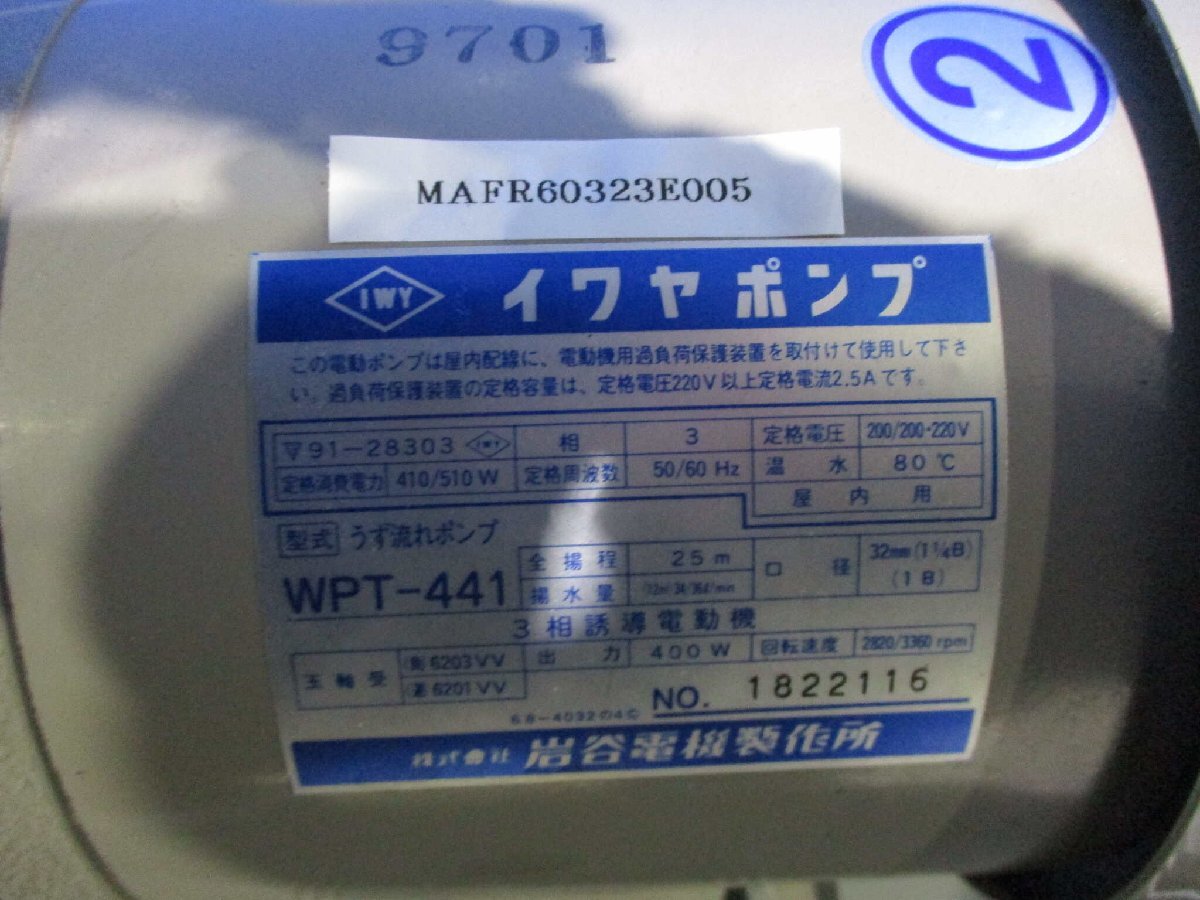 9701
2
MAFR60323E005
IWY イワヤ ポンプ
この電動ポンプは屋内配線に、電動機用過負荷保護装置を取付けて使用して下さ
い。過負荷保護装置の定格容量は、定格電圧220V以上定格電流2.5Aです。
▽91-28303 IWY 相 3 定格電圧 200/200-220V
定格消費電力 410/510W 定格周波数 50/60 Hz 温水 80℃
屋内用
型式 うず流れポンプ
WPT-441
全揚程 25m 口径 32mm(1¼B)
揚水量 (1B)
3相誘導電動機
玉軸受 6203VV 出力 400W 回転速度 2820/3360 rpm
6201VV
NO. 1822116
68-403204C
株式會社 岩谷電機製作所